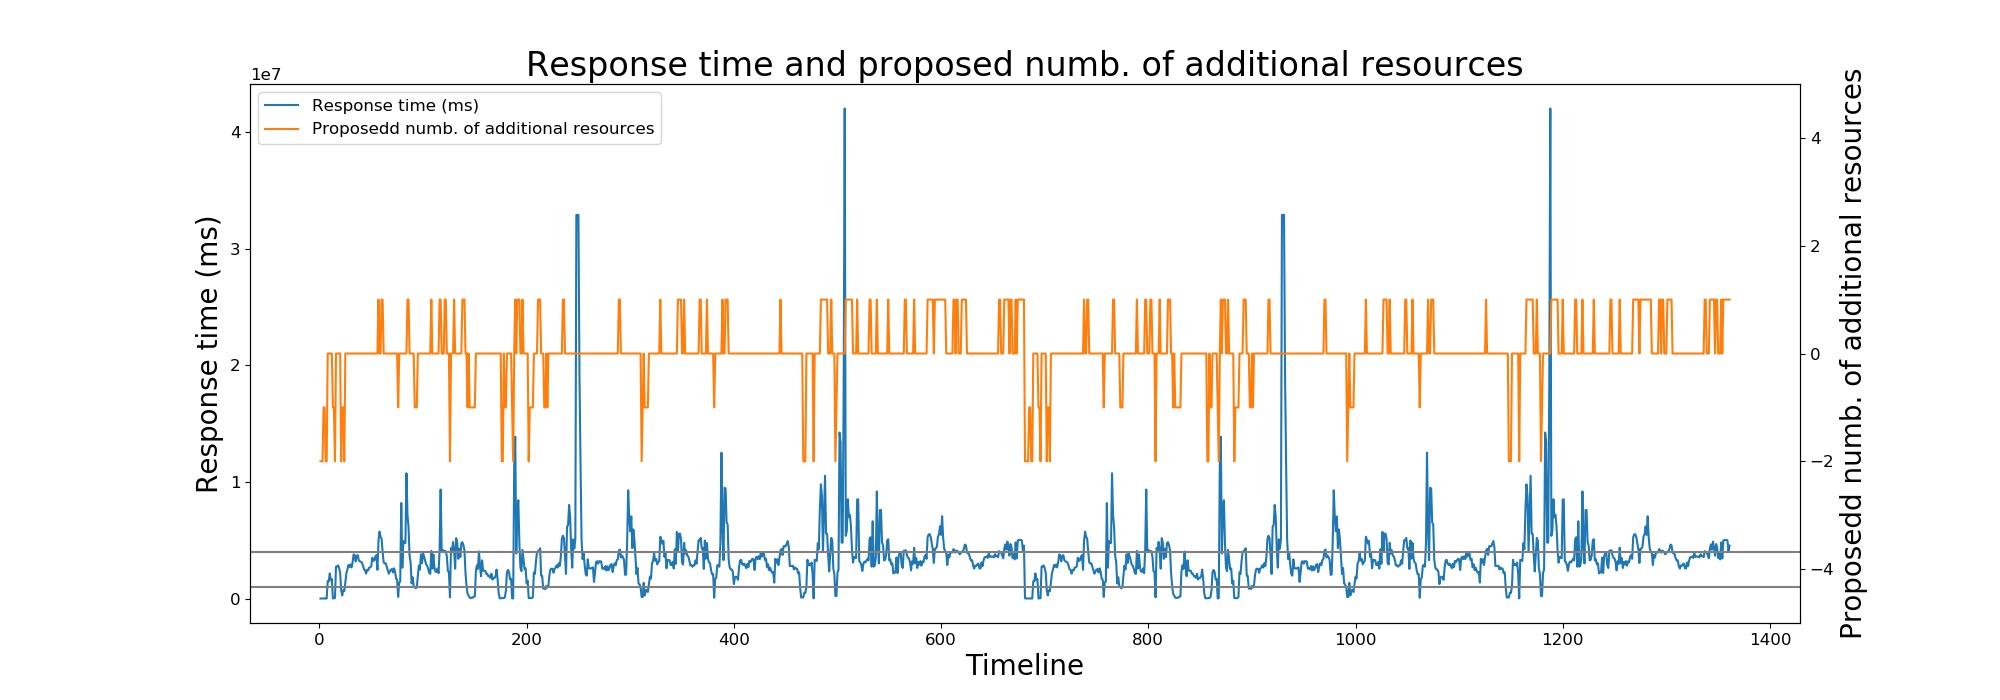 Response time and proposed numb. of additional resources
1e7
Response time (ms)
Proposedd numb. of additional resources
4
3
2
1
0
Response time (ms)
4
2
0
−2
−4
Proposedd numb. of additional resources
0 200 400 600 800 1000 1200 1400
Timeline